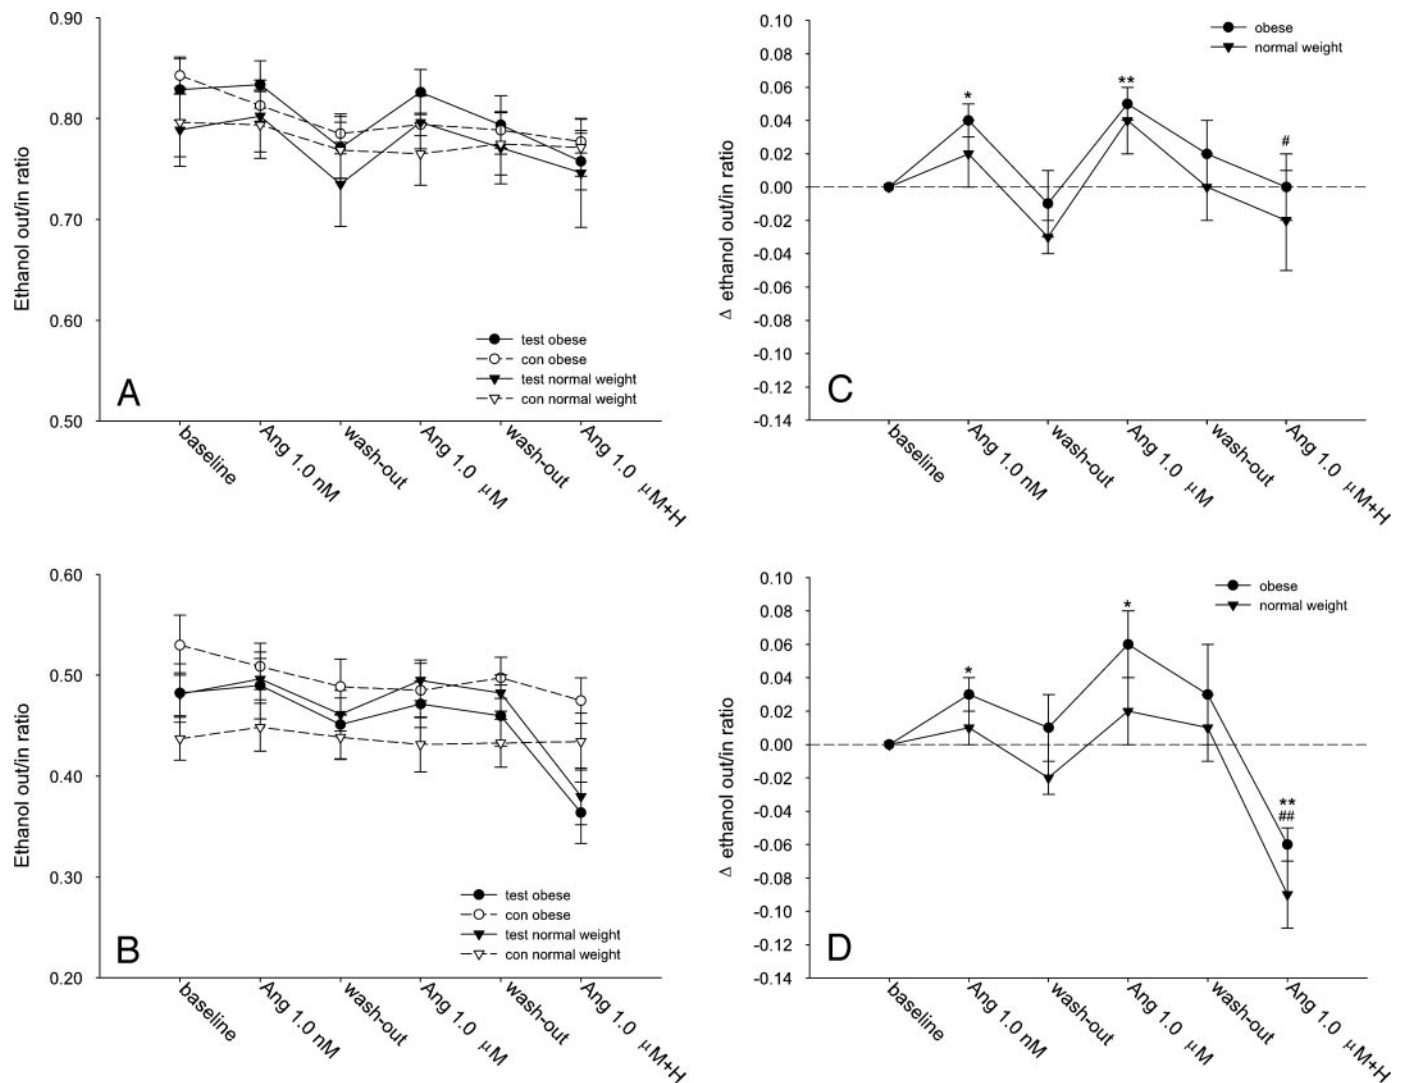 0.90
0.80
0.70
0.60
0.50
Ethanol out/in ratio
test obese
con obese
test normal weight
con normal weight
A
baseline
Ang 1.0 nM
wash-out
Ang 1.0 μM
wash-out
Ang 1.0 μM+H
0.10
0.08
0.06
0.04
0.02
0.00
-0.02
-0.04
-0.06
-0.08
-0.10
-0.12
-0.14
Δ ethanol out/in ratio
obese
normal weight
*
**
#
C
baseline
Ang 1.0 nM
wash-out
Ang 1.0 μM
wash-out
Ang 1.0 μM+H
0.60
0.50
0.40
0.30
0.20
Ethanol out/in ratio
test obese
con obese
test normal weight
con normal weight
B
baseline
Ang 1.0 nM
wash-out
Ang 1.0 μM
wash-out
Ang 1.0 μM+H
0.10
0.08
0.06
0.04
0.02
0.00
-0.02
-0.04
-0.06
-0.08
-0.10
-0.12
-0.14
Δ ethanol out/in ratio
obese
normal weight
*
*
**
##
D
baseline
Ang 1.0 nM
wash-out
Ang 1.0 μM
wash-out
Ang 1.0 μM+H